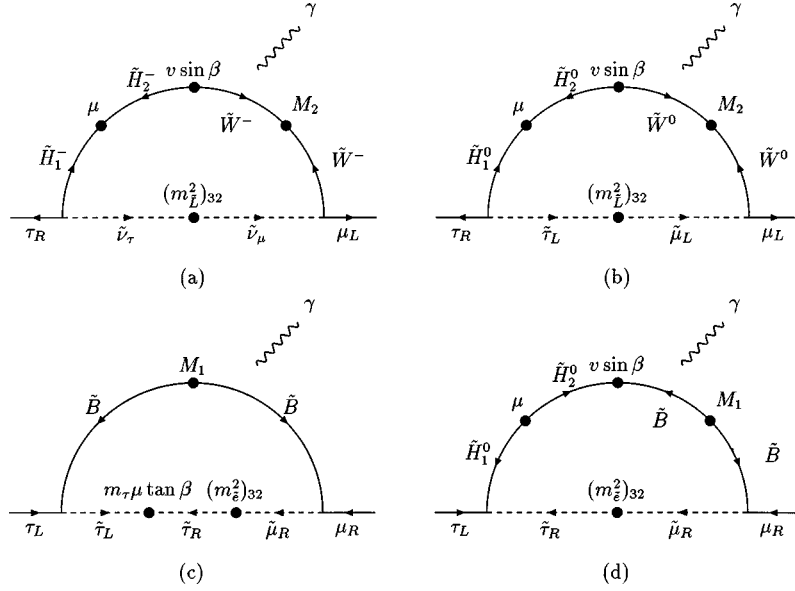 γ γ
H̃₂⁻ v sin β H̃₂⁰ v sin β
μ W̃⁻ M₂ μ W̃⁰ M₂
H̃₁⁻ W̃⁻ H̃₁⁰ W̃⁰
(m²_L̃)₃₂ (m²_L̃)₃₂
τ_R ν̃_τ ν̃_μ μ_L τ_R τ̃_L μ̃_L μ_L
(a) (b)
γ γ
M₁ H̃₂⁰ v sin β
B̃ B̃ μ B̃ M₁
H̃₁⁰ B̃
m_τ μ tan β (m²_ẽ)₃₂ (m²_ẽ)₃₂
τ_L τ̃_L τ̃_R μ̃_R μ_R τ_L τ̃_R μ̃_R μ_R
(c) (d)